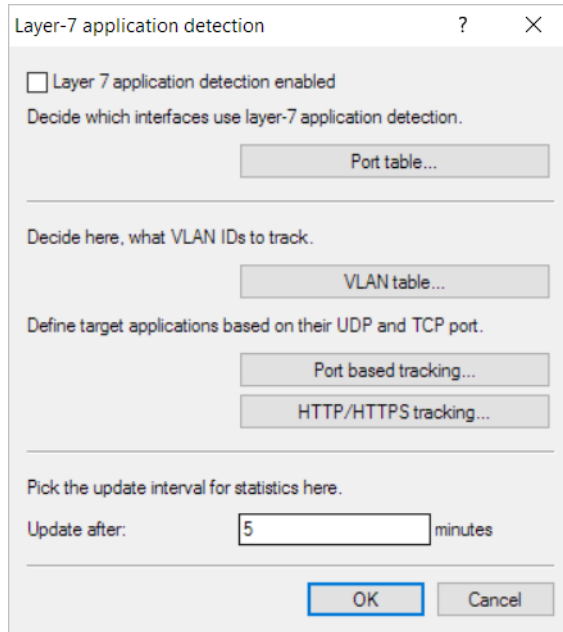 Layer-7 application detection ? ×
Layer 7 application detection enabled
Decide which interfaces use layer-7 application detection.
Port table...
Decide here, what VLAN IDs to track.
VLAN table...
Define target applications based on their UDP and TCP port.
Port based tracking...
HTTP/HTTPS tracking...
Pick the update interval for statistics here.
Update after: 5 minutes
OK Cancel